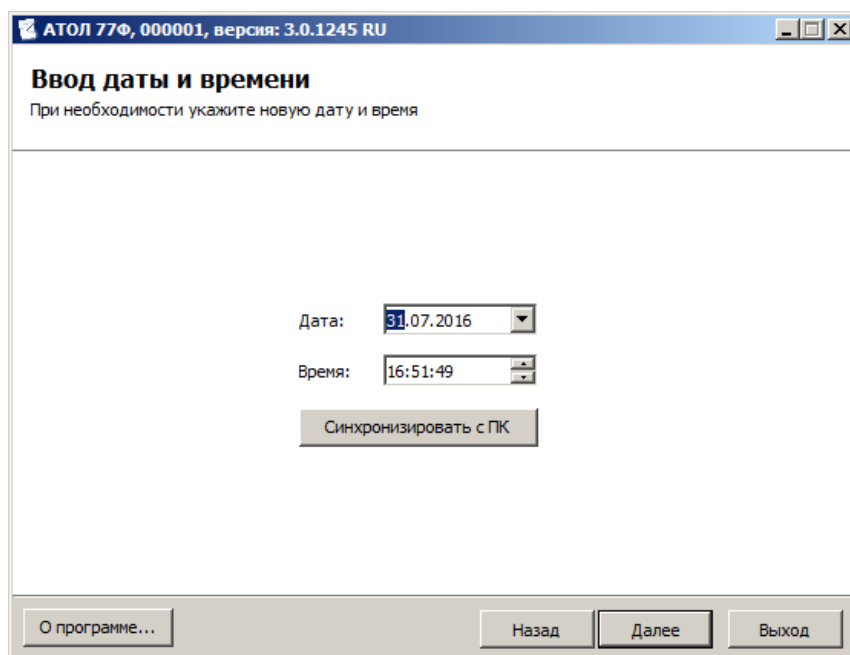 АТОЛ 77Ф, 000001, версия: 3.0.1245 RU
Ввод даты и времени
При необходимости укажите новую дату и время
Дата: 31.07.2016
Время: 16:51:49
Синхронизировать с ПК
О программе... Назад Далее Выход